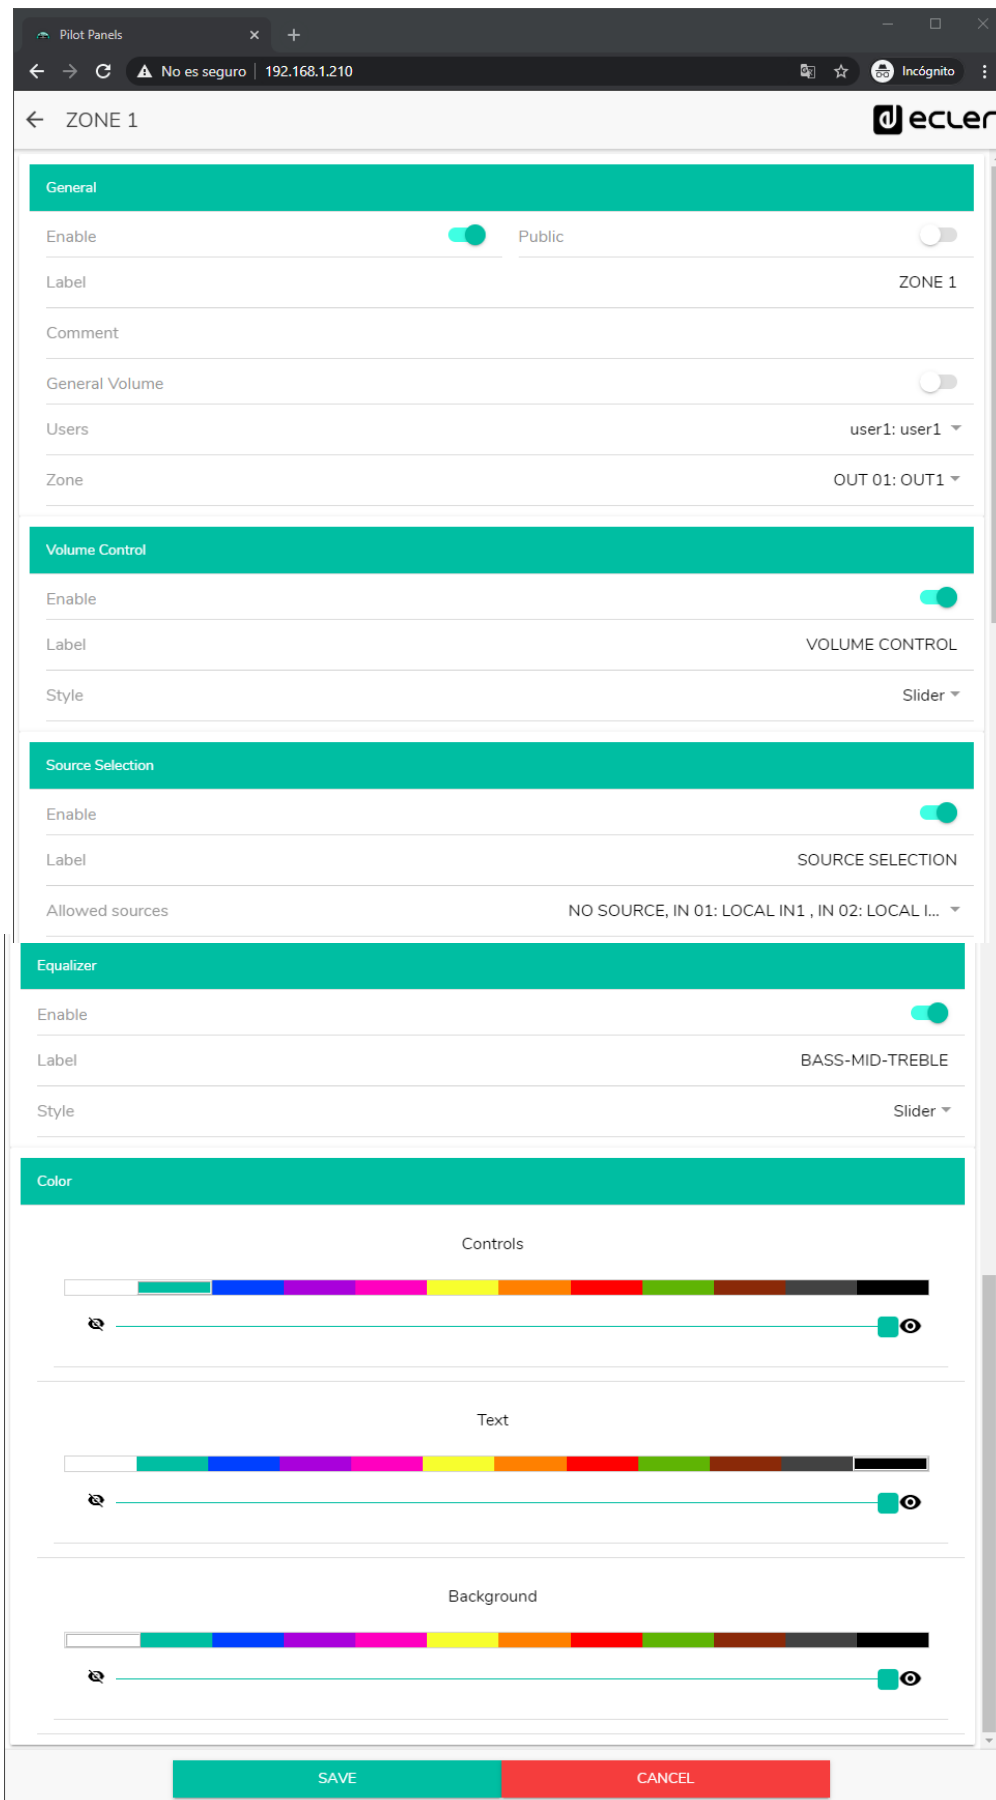 Pilot Panels
No es seguro 192.168.1.210 Incógnito
ZONE 1 ecler
General
Enable Public
Label ZONE 1
Comment
General Volume
Users user1: user1
Zone OUT 01: OUT1
Volume Control
Enable
Label VOLUME CONTROL
Style Slider
Source Selection
Enable
Label SOURCE SELECTION
Allowed sources NO SOURCE, IN 01: LOCAL IN1 , IN 02: LOCAL I...
Equalizer
Enable
Label BASS-MID-TREBLE
Style Slider
Color
Controls
Text
Background
SAVE CANCEL